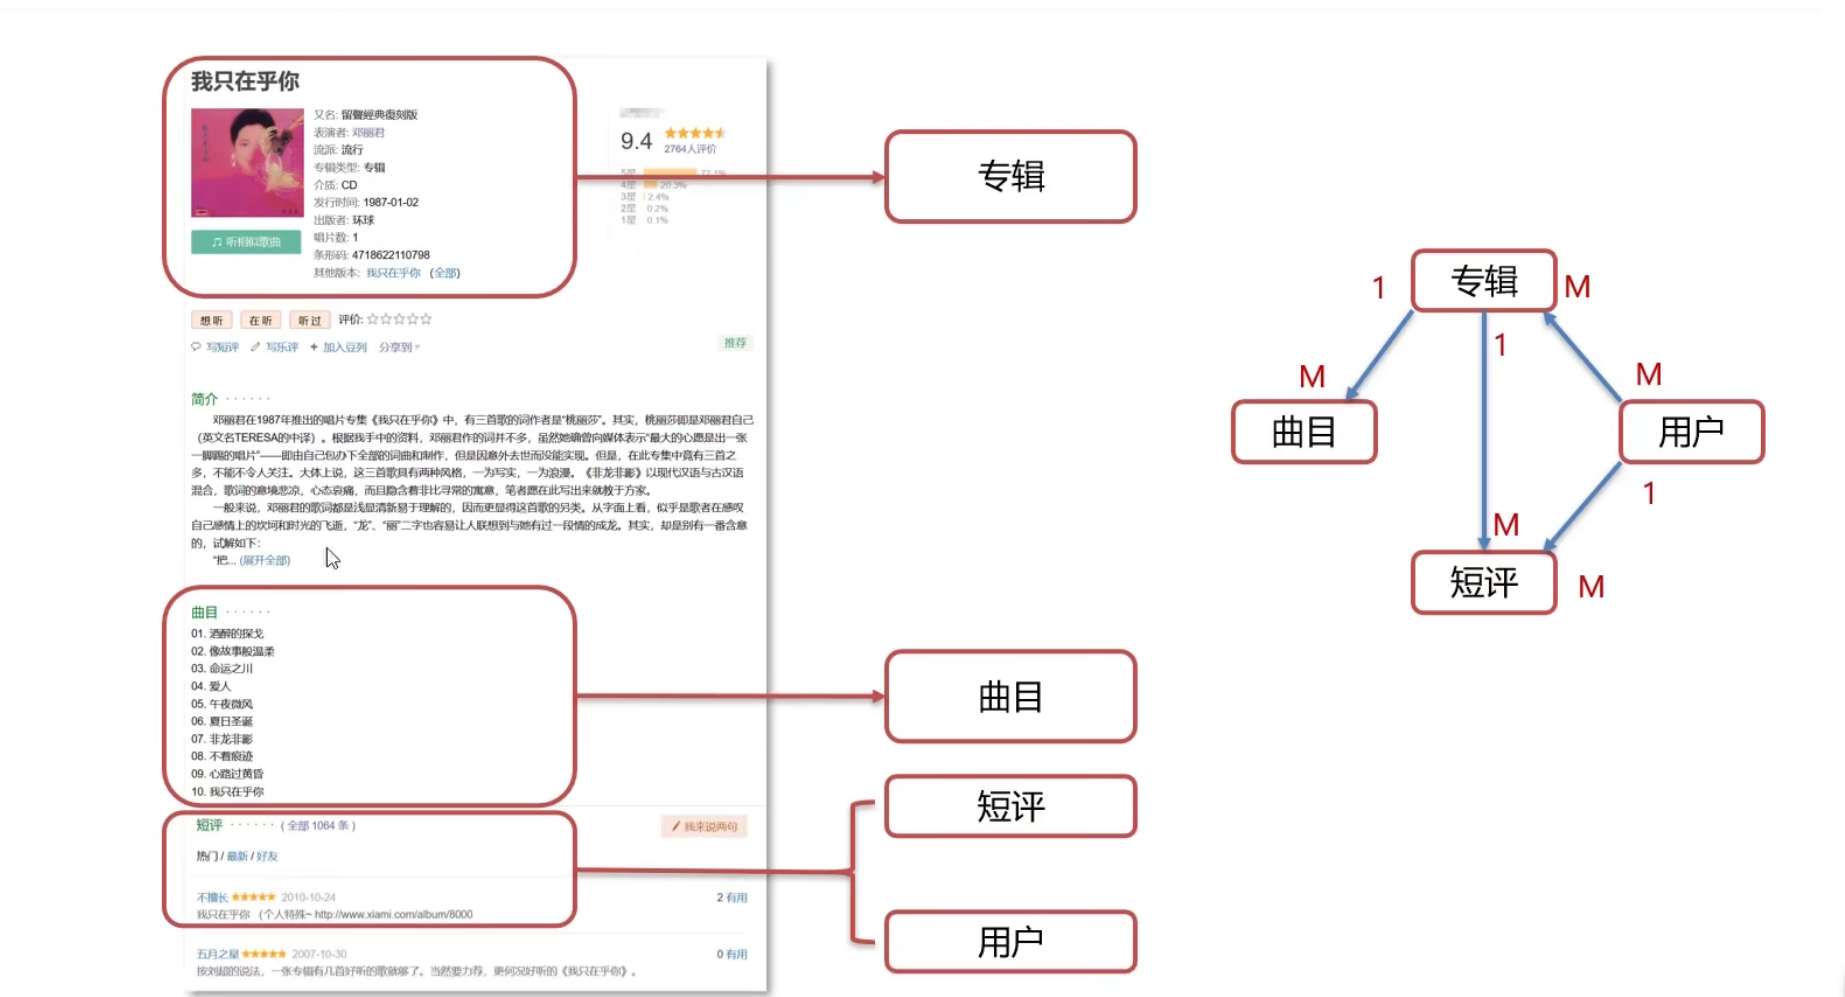 我只在乎你
又名: 留聲經典復刻版
表演者: 邓丽君
流派: 流行
专辑类型: 专辑
介质: CD
发行时间: 1987-01-02
出版者: 环球
唱片数: 1
条形码: 4718622110798
其他版本: 我只在乎你 (全部)
听相似歌曲
9.4
2764人评价
5星 77.1%
4星 20.3%
3星 2.4%
2星 0.2%
1星 0.1%
想听 在听 听过 评价:
写短评 写乐评 + 加入豆列 分享到
推荐
简介 · · · · · ·
邓丽君在1987年推出的唱片专集《我只在乎你》中，有三首歌的词作者是“桃丽莎”。其实，桃丽莎即是邓丽君自己
（英文名TERESA的中译）。根据我手中的资料，邓丽君作的词并不多，虽然她确曾向媒体表示“最大的心愿是出一张
一脚踢的唱片”——即由自己包办下全部的词曲和制作，但是因意外去世而没能实现。但是，在此专集中竟有三首之
多，不能不令人关注。大体上说，这三首歌具有两种风格，一为写实，一为浪漫。《非龙非彲》以现代汉语与古汉语
混合，歌词的意境悲凉，心态哀痛，而且隐含着非比寻常的寓意，笔者愿在此写出来就教于方家。
一般来说，邓丽君的歌词都是浅显清新易于理解的，因而更显得这首歌的另类。从字面上看，似乎是歌者在感叹
自己感情上的坎坷和时光的飞逝，“龙”、“丽”二字也容易让人联想到与她有过一段情的成龙。其实，却是别有一番含意
的，试解如下：
“把... (展开全部)
曲目 · · · · · ·
01. 酒醉的探戈
02. 像故事般温柔
03. 命运之川
04. 爱人
05. 午夜微风
06. 夏日圣诞
07. 非龙非彲
08. 不着痕迹
09. 心路过黄昏
10. 我只在乎你
短评 · · · · · · ( 全部 1064 条 )
我来说两句
热门 / 最新 / 好友
不擅长 2010-10-24
2 有用
我只在乎你 （个人特殊~ http://www.xiami.com/album/8000
五月之星 2007-10-30
0 有用
按刘超的说法，一张专辑有几首好听的歌就够了。当然要力荐，更何况好听的《我只在乎你》。
专辑
曲目
短评
用户
1 专辑 M
1
M M
曲目 用户
1
M
短评 M